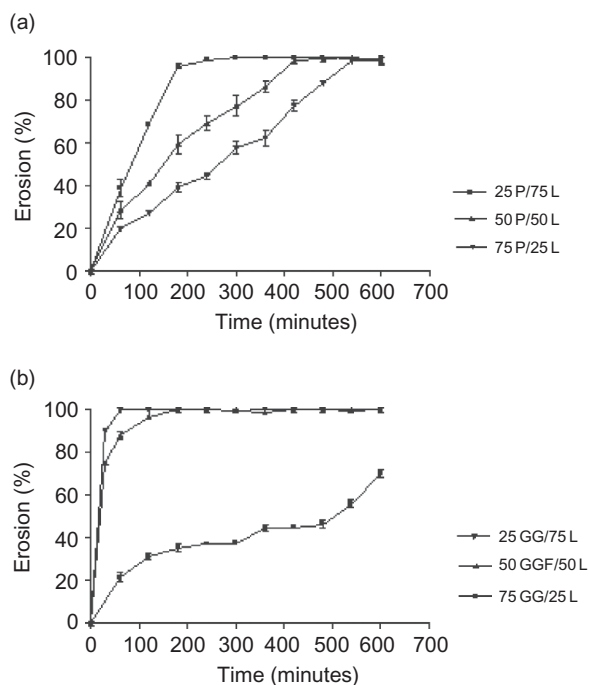 (a)
100
80
60
40
20
0
Erosion (%)
0 100 200 300 400 500 600 700
Time (minutes)
25 P/75 L
50 P/50 L
75 P/25 L
(b)
100
80
60
40
20
0
Erosion (%)
0 100 200 300 400 500 600 700
Time (minutes)
25 GG/75 L
50 GGF/50 L
75 GG/25 L